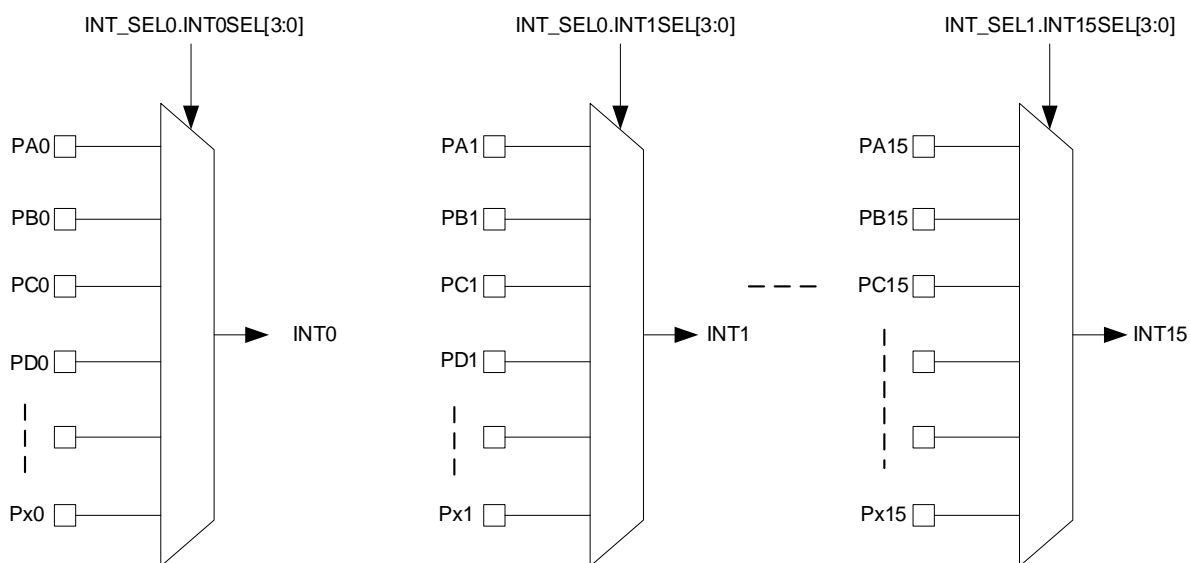 INT_SEL0.INT0SEL[3:0]
INT_SEL0.INT1SEL[3:0]
INT_SEL1.INT15SEL[3:0]
PA0
PB0
PC0
PD0
Px0
INT0
PA1
PB1
PC1
PD1
Px1
INT1
PA15
PB15
PC15
Px15
INT15